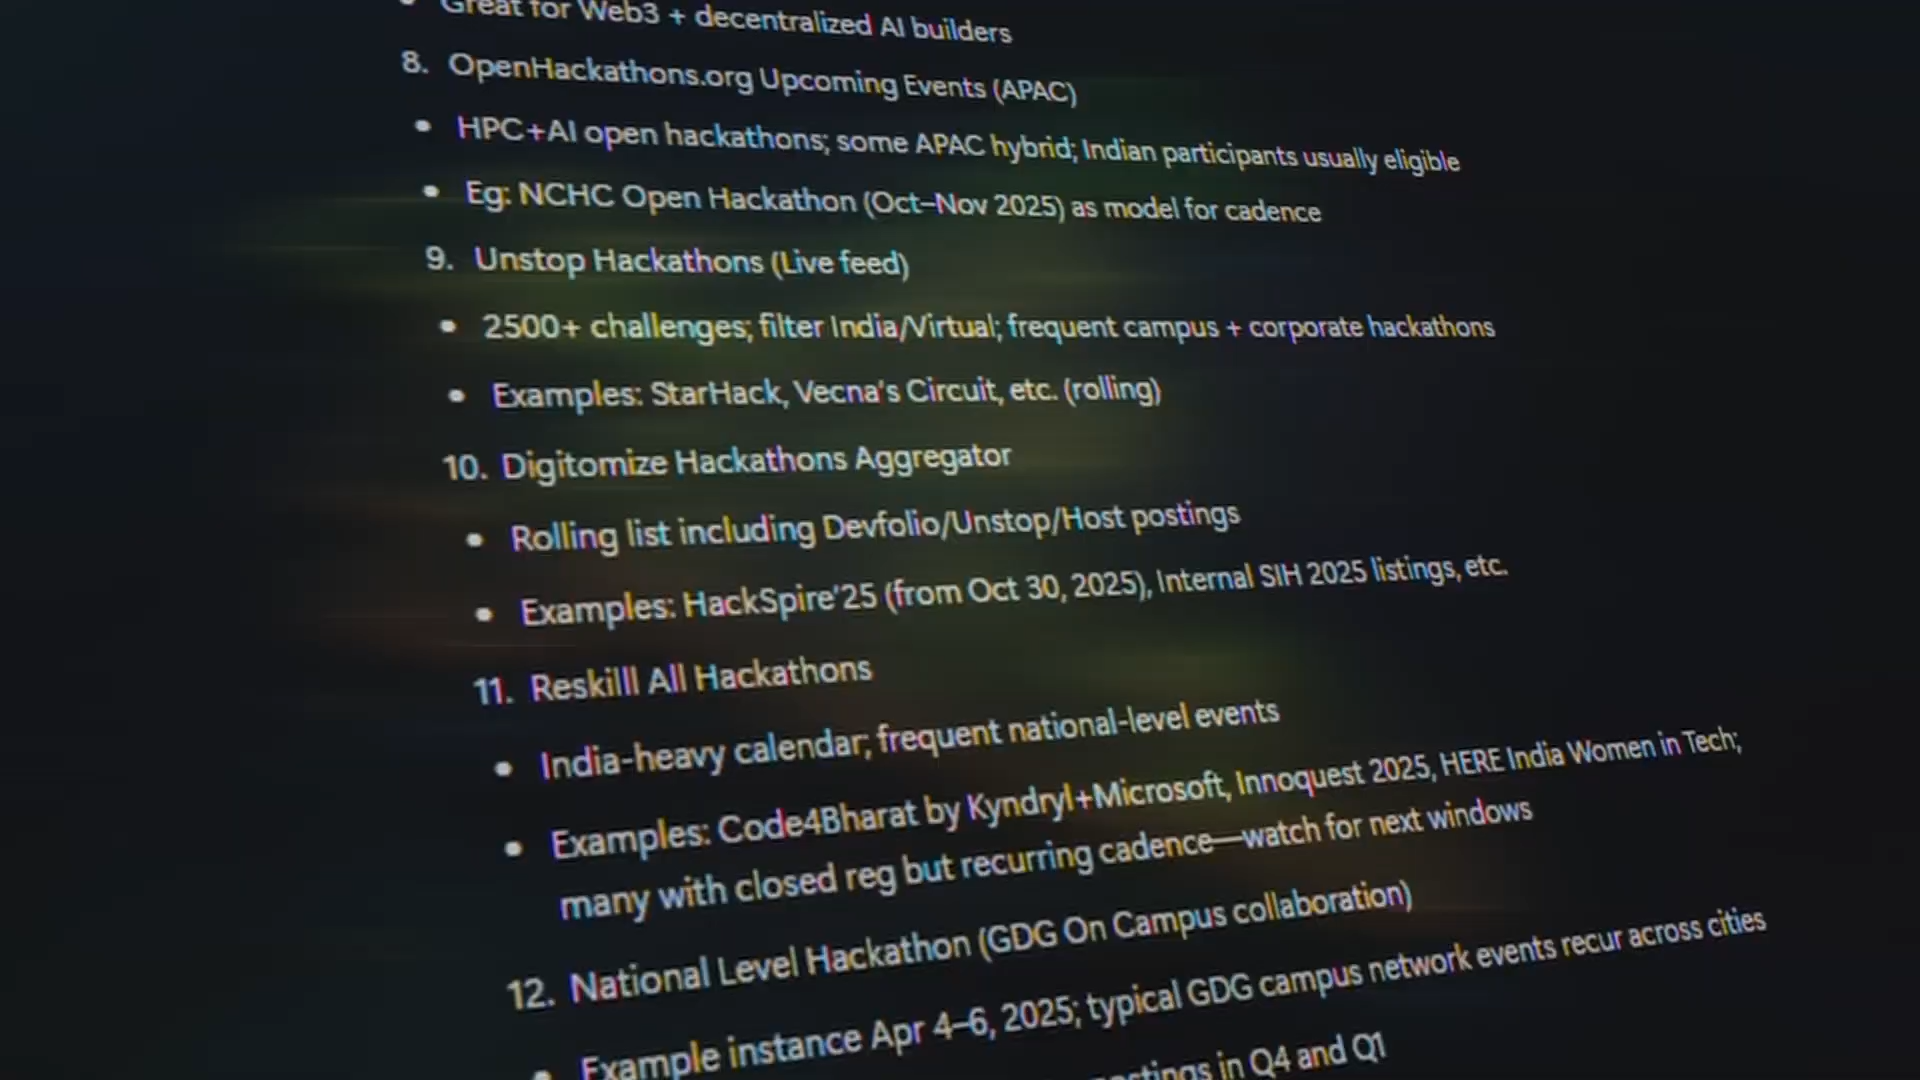 • Great for Web3 + decentralized AI builders
8. OpenHackathons.org Upcoming Events (APAC)
• HPC+AI open hackathons; some APAC hybrid; Indian participants usually eligible
• Eg: NCHC Open Hackathon (Oct–Nov 2025) as model for cadence
9. Unstop Hackathons (Live feed)
• 2500+ challenges; filter India/Virtual; frequent campus + corporate hackathons
• Examples: StarHack, Vecna's Circuit, etc. (rolling)
10. Digitomize Hackathons Aggregator
• Rolling list including Devfolio/Unstop/Host postings
• Examples: HackSpire'25 (from Oct 30, 2025), Internal SIH 2025 listings, etc.
11. Reskilll All Hackathons
• India-heavy calendar; frequent national-level events
• Examples: Code4Bharat by Kyndryl+Microsoft, Innoquest 2025, HERE India Women in Tech;
many with closed reg but recurring cadence—watch for next windows
12. National Level Hackathon (GDG On Campus collaboration)
• Example instance Apr 4–6, 2025; typical GDG campus network events recur across cities
in Q4 and Q1